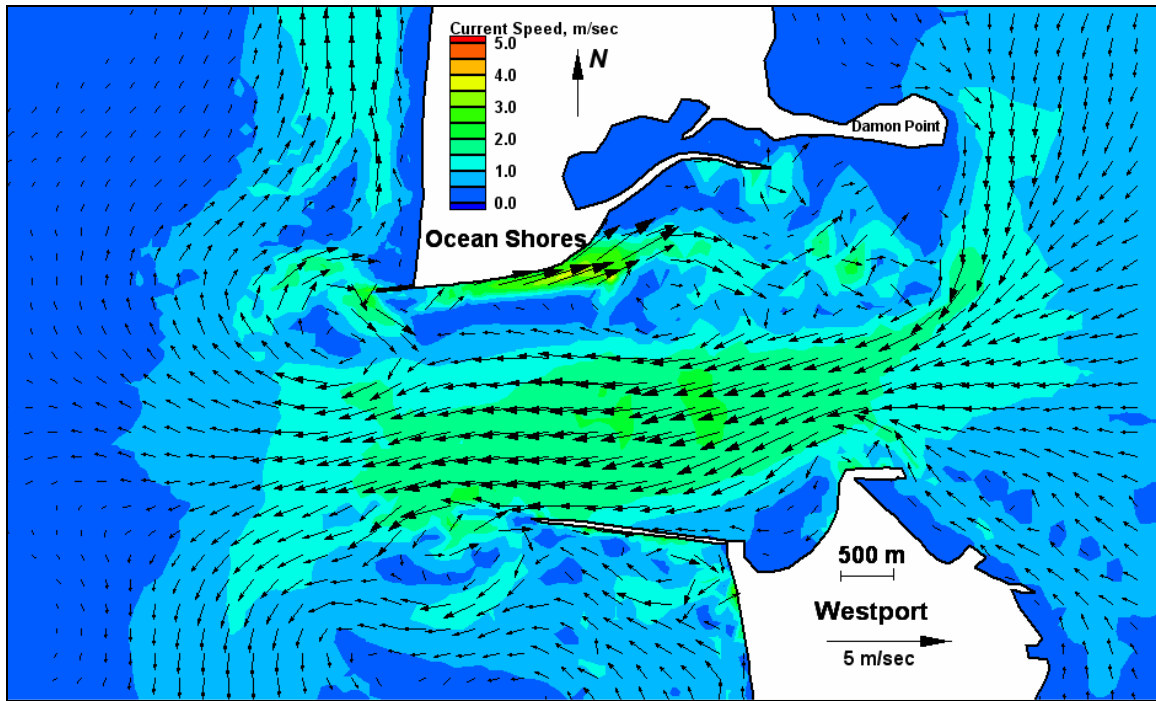 Current Speed, m/sec
5.0
4.0
3.0
2.0
1.0
0.0
N
Damon Point
Ocean Shores
500 m
Westport
5 m/sec